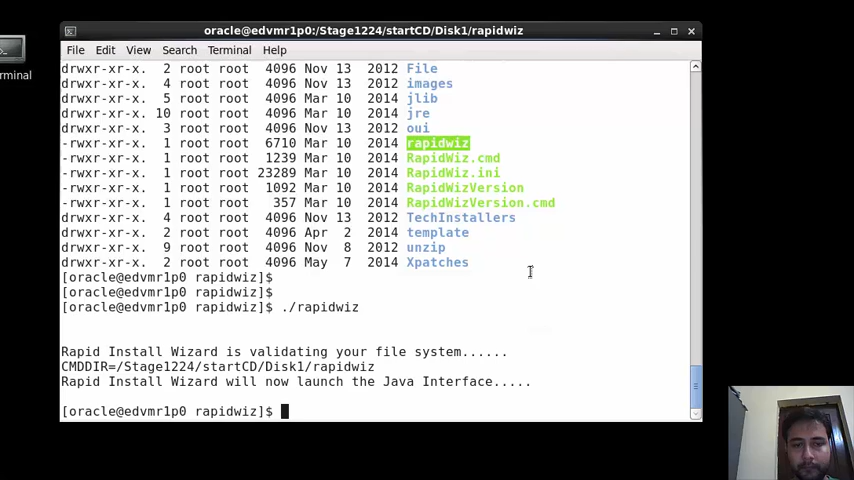 oracle@edvmr1p0:/Stage1224/startCD/Disk1/rapidwiz
File Edit View Search Terminal Help
rminal
drwxr-xr-x. 2 root root 4096 Nov 13 2012 File
drwxr-xr-x. 4 root root 4096 Nov 13 2012 images
drwxr-xr-x. 5 root root 4096 Mar 10 2014 jlib
drwxr-xr-x. 10 root root 4096 Mar 10 2014 jre
drwxr-xr-x. 3 root root 4096 Nov 13 2012 oui
-rwxr-xr-x. 1 root root 6710 Mar 10 2014 rapidwiz
-rwxr-xr-x. 1 root root 1239 Mar 10 2014 RapidWiz.cmd
-rwxr-xr-x. 1 root root 23289 Mar 10 2014 RapidWiz.ini
-rwxr-xr-x. 1 root root 1092 Mar 10 2014 RapidWizVersion
-rwxr-xr-x. 1 root root 357 Mar 10 2014 RapidWizVersion.cmd
drwxr-xr-x. 4 root root 4096 Nov 13 2012 TechInstallers
drwxr-xr-x. 2 root root 4096 Apr 2 2014 template
drwxr-xr-x. 9 root root 4096 Nov 8 2012 unzip
drwxr-xr-x. 2 root root 4096 May 7 2014 Xpatches
[oracle@edvmr1p0 rapidwiz]$
[oracle@edvmr1p0 rapidwiz]$
[oracle@edvmr1p0 rapidwiz]$ ./rapidwiz
Rapid Install Wizard is validating your file system......
CMDDIR=/Stage1224/startCD/Disk1/rapidwiz
Rapid Install Wizard will now launch the Java Interface.....
[oracle@edvmr1p0 rapidwiz]$